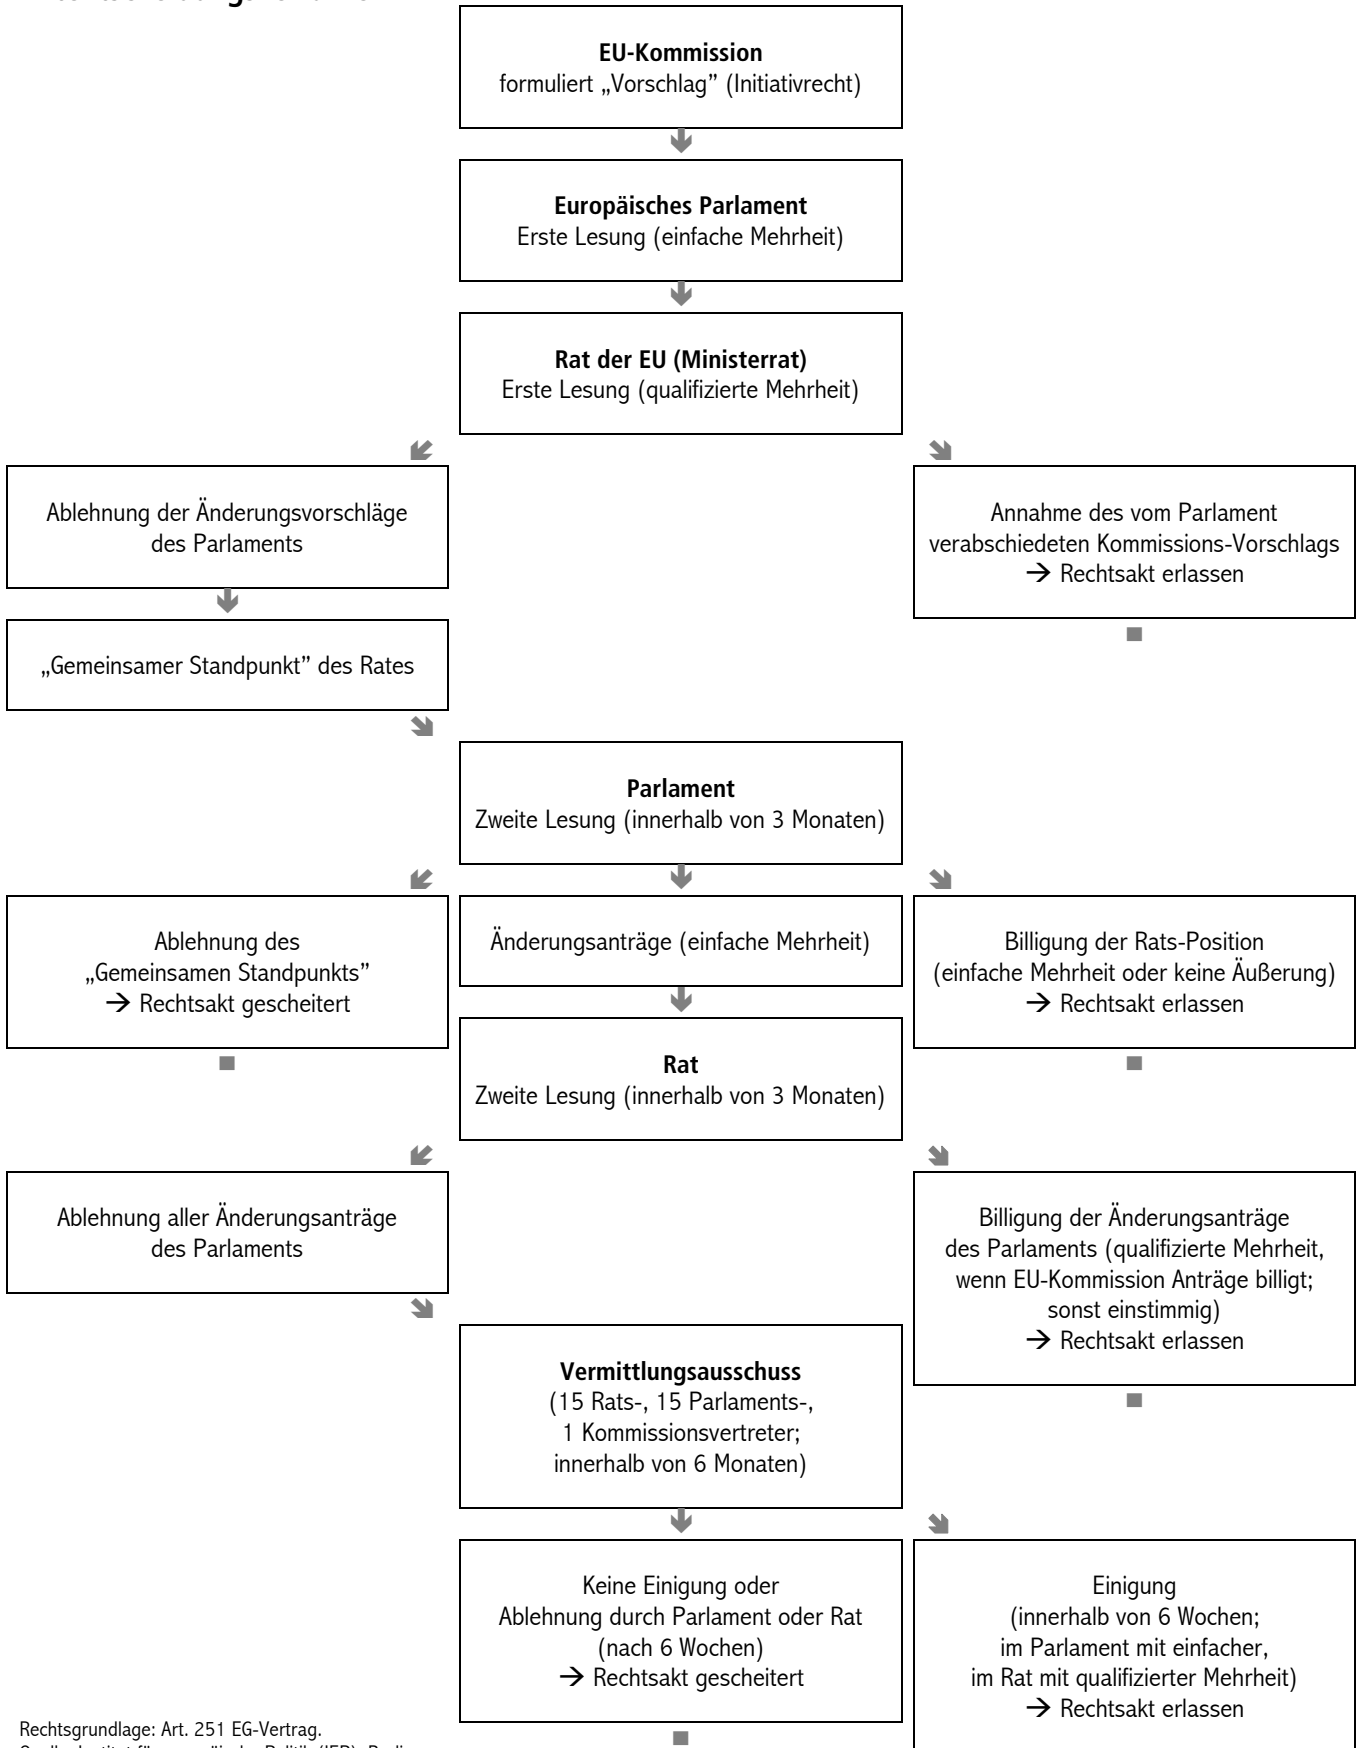 EU-Kommission
formuliert „Vorschlag” (Initiativrecht)
Europäisches Parlament
Erste Lesung (einfache Mehrheit)
Rat der EU (Ministerrat)
Erste Lesung (qualifizierte Mehrheit)
Ablehnung der Änderungsvorschläge
des Parlaments
Annahme des vom Parlament
verabschiedeten Kommissions-Vorschlags
→ Rechtsakt erlassen
„Gemeinsamer Standpunkt” des Rates
Parlament
Zweite Lesung (innerhalb von 3 Monaten)
Ablehnung des
„Gemeinsamen Standpunkts”
→ Rechtsakt gescheitert
Änderungsanträge (einfache Mehrheit)
Billigung der Rats-Position
(einfache Mehrheit oder keine Äußerung)
→ Rechtsakt erlassen
Rat
Zweite Lesung (innerhalb von 3 Monaten)
Ablehnung aller Änderungsanträge
des Parlaments
Billigung der Änderungsanträge
des Parlaments (qualifizierte Mehrheit,
wenn EU-Kommission Anträge billigt;
sonst einstimmig)
→ Rechtsakt erlassen
Vermittlungsausschuss
(15 Rats-, 15 Parlaments-,
1 Kommissionsvertreter;
innerhalb von 6 Monaten)
Keine Einigung oder
Ablehnung durch Parlament oder Rat
(nach 6 Wochen)
→ Rechtsakt gescheitert
Einigung
(innerhalb von 6 Wochen;
im Parlament mit einfacher,
im Rat mit qualifizierter Mehrheit)
→ Rechtsakt erlassen
Rechtsgrundlage: Art. 251 EG-Vertrag.